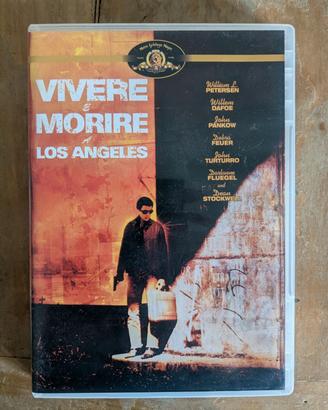 VIVERE
E
MORIRE
A
LOS ANGELES
William L.
PETERSEN
Willem
DAFOE
John
PANKOW
Debra
FEUER
John
TURTURRO
Darlanne
FLUEGEL
and
Dean
STOCKWELL